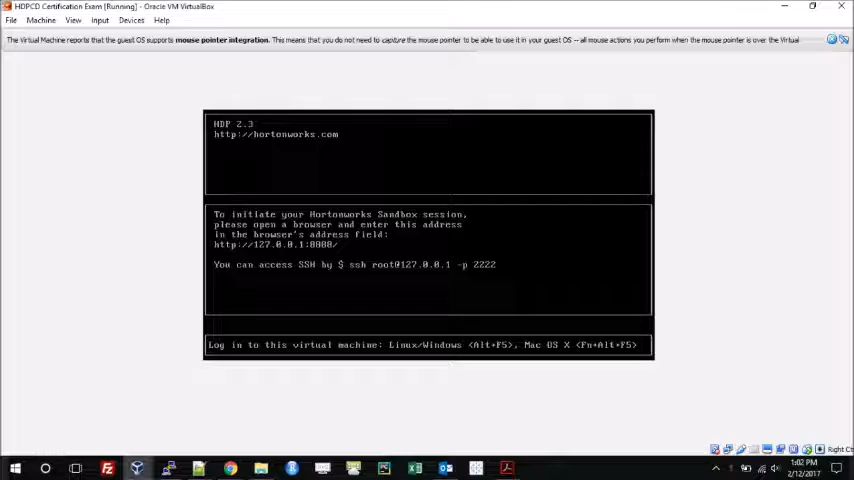 HDPCD Certification Exam [Running] - Oracle VM VirtualBox
File Machine View Input Devices Help
The Virtual Machine reports that the guest OS supports mouse pointer integration. This means that you do not need to capture the mouse pointer to be able to use it in your guest OS -- all mouse actions you perform when the mouse pointer is over the Virtual
HDP 2.3
http://hortonworks.com
To initiate your Hortonworks Sandbox session,
please open a browser and enter this address
in the browser's address field:
http://127.0.0.1:8888/
You can access SSH by $ ssh root@127.0.0.1 -p 2222
Log in to this virtual machine: Linux/Windows <Alt+F5>, Mac OS X <Fn+Alt+F5>
Right Ct
1:02 PM
2/12/2017